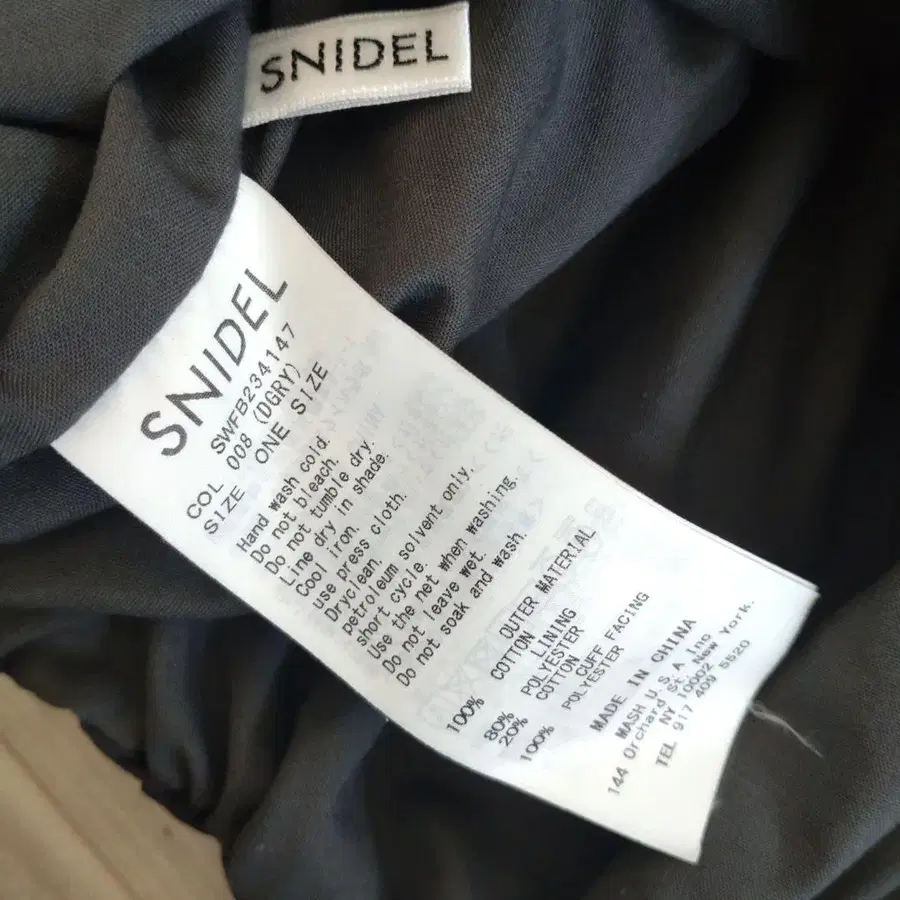 SNIDEL
SNIDEL
SWFB234147
COL 008 (DGRY)
SIZE ONE SIZE
Hand wash cold.
Do not bleach.
Do not tumble dry.
Line dry in shade.
Cool iron.
use press cloth.
Dryclean.
petroleum solvent only,
short cycle.
Use the net when washing.
Do not leave wet.
Do not soak and wash.
OUTER MATERIAL
100% COTTON
LINING
80% POLYESTER
20% COTTON
CUFF FACING
100% POLYESTER
MADE IN CHINA
MASH U.S.A Inc
144 Orchard St. New York.
NY 10002
TEL 917 409 5520